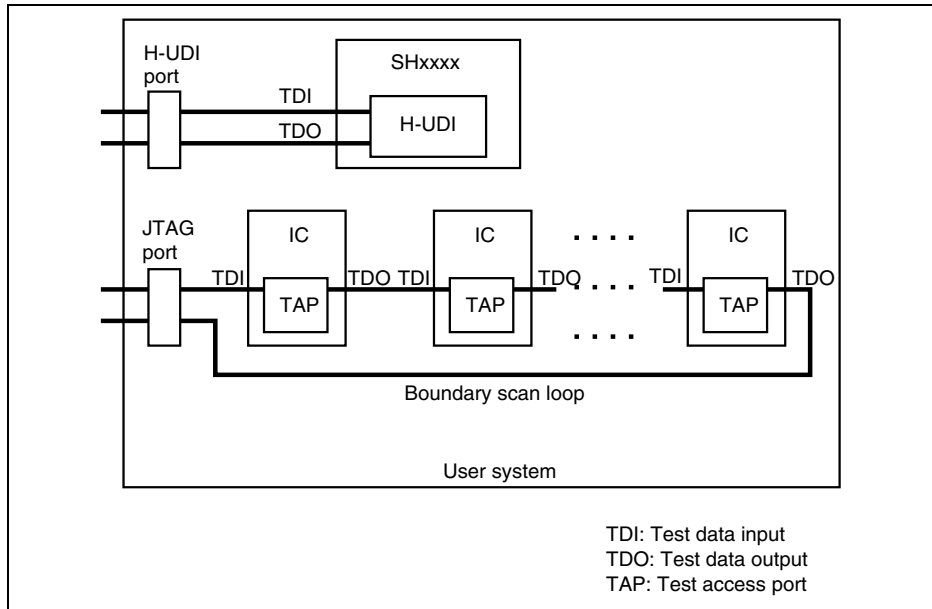 H-UDI
port
SHxxxx
TDI
H-UDI
TDO
JTAG
port
IC
IC
IC
TDI
TDO
TDI
TDO
TDI
TDO
TAP
TAP
TAP
Boundary scan loop
User system
TDI: Test data input
TDO: Test data output
TAP: Test access port